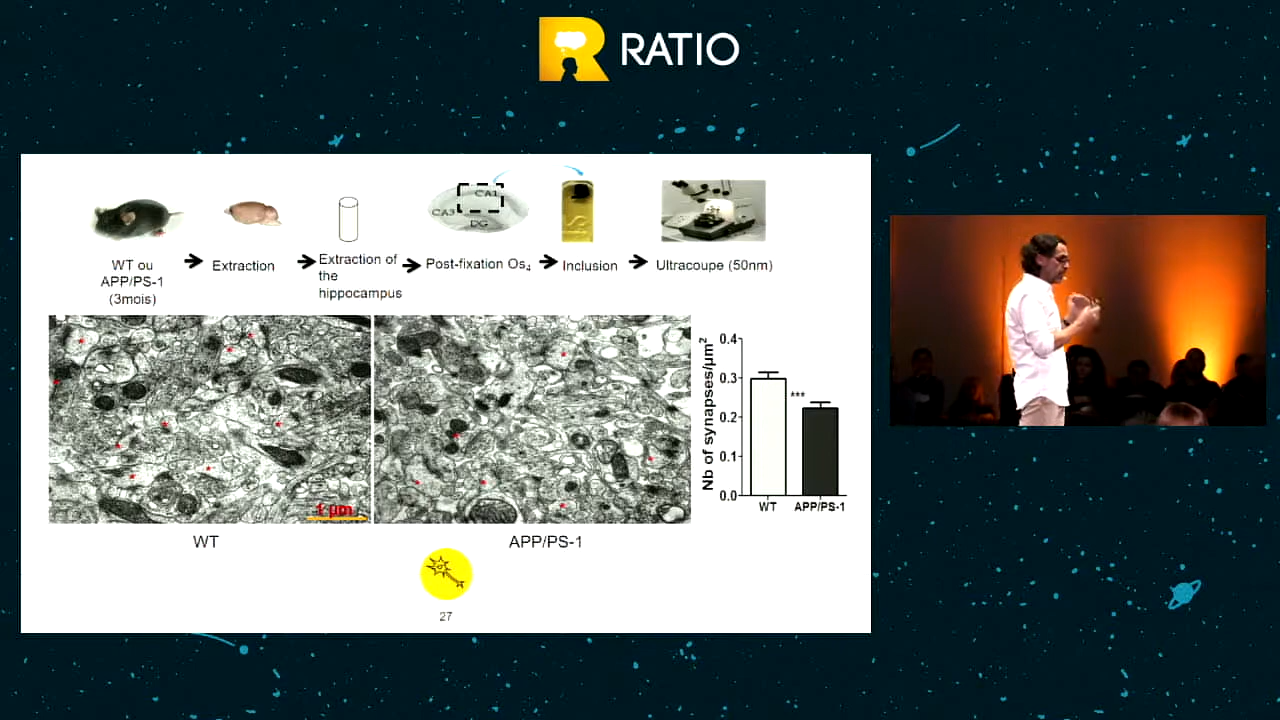 RATIO
CA1
CA3
DG
WT ou
APP/PS-1
(3mois)
Extraction
Extraction of
the
hippocampus
Post-fixation Os₄
Inclusion
Ultracoupe (50nm)
1 µm
WT
APP/PS-1
Nb of synapses/µm²
0.4
0.3
0.2
0.1
0.0
***
WT
APP/PS-1
27